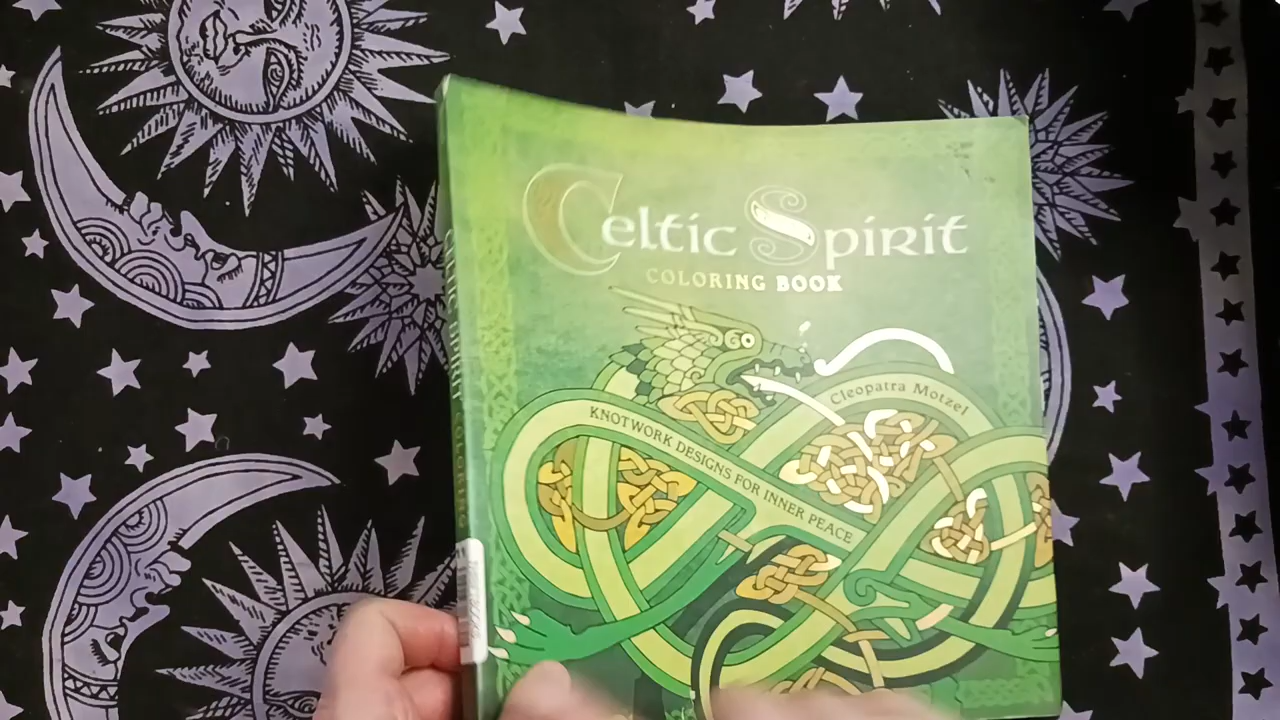 Celtic Spirit
COLORING BOOK
Cleopatra Motzel
KNOTWORK DESIGNS FOR INNER PEACE